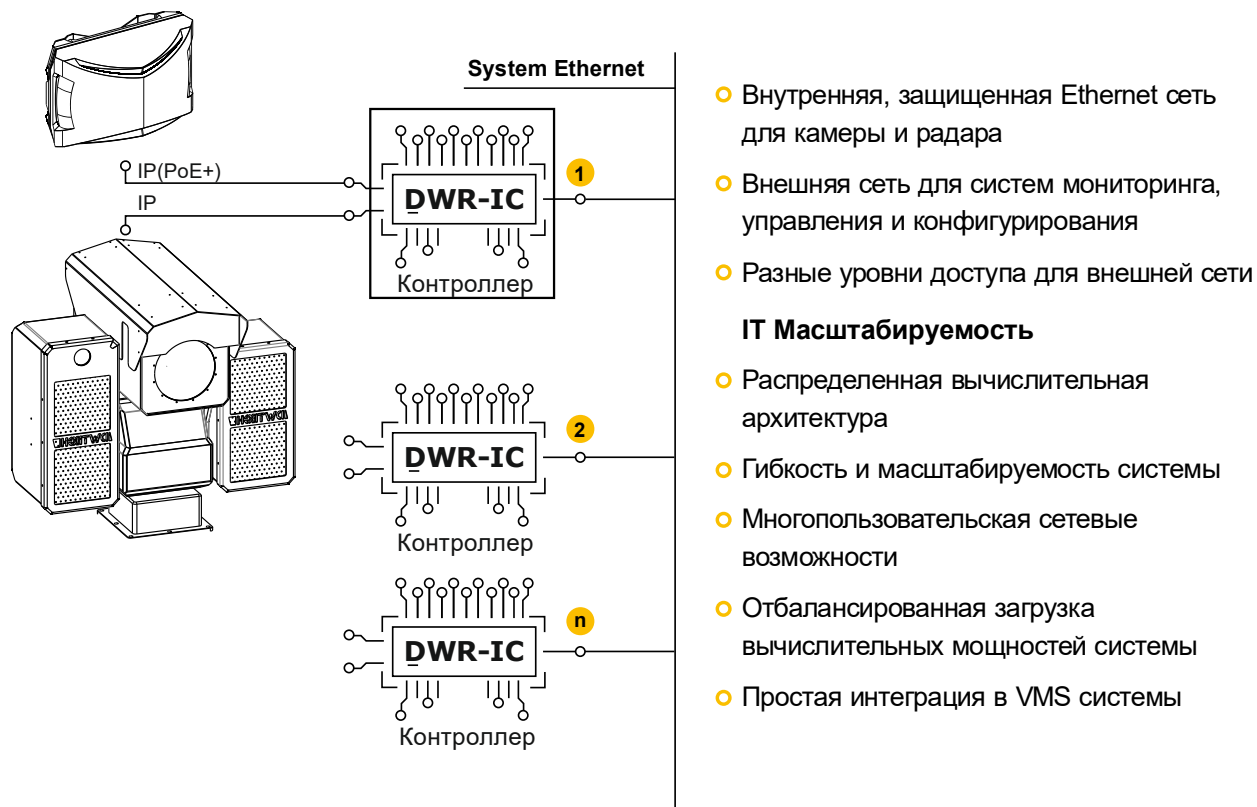 System Ethernet
IP(PoE+)
IP
DWR-IC
1
Контроллер
DWR-IC
2
Контроллер
DWR-IC
n
Контроллер
Внутренняя, защищенная Ethernet сеть
для камеры и радара
Внешняя сеть для систем мониторинга,
управления и конфигурирования
Разные уровни доступа для внешней сети
IT Масштабируемость
Распределенная вычислительная
архитектура
Гибкость и масштабируемость системы
Многопользовательская сетевые
возможности
Отбалансированная загрузка
вычислительных мощностей системы
Простая интеграция в VMS системы